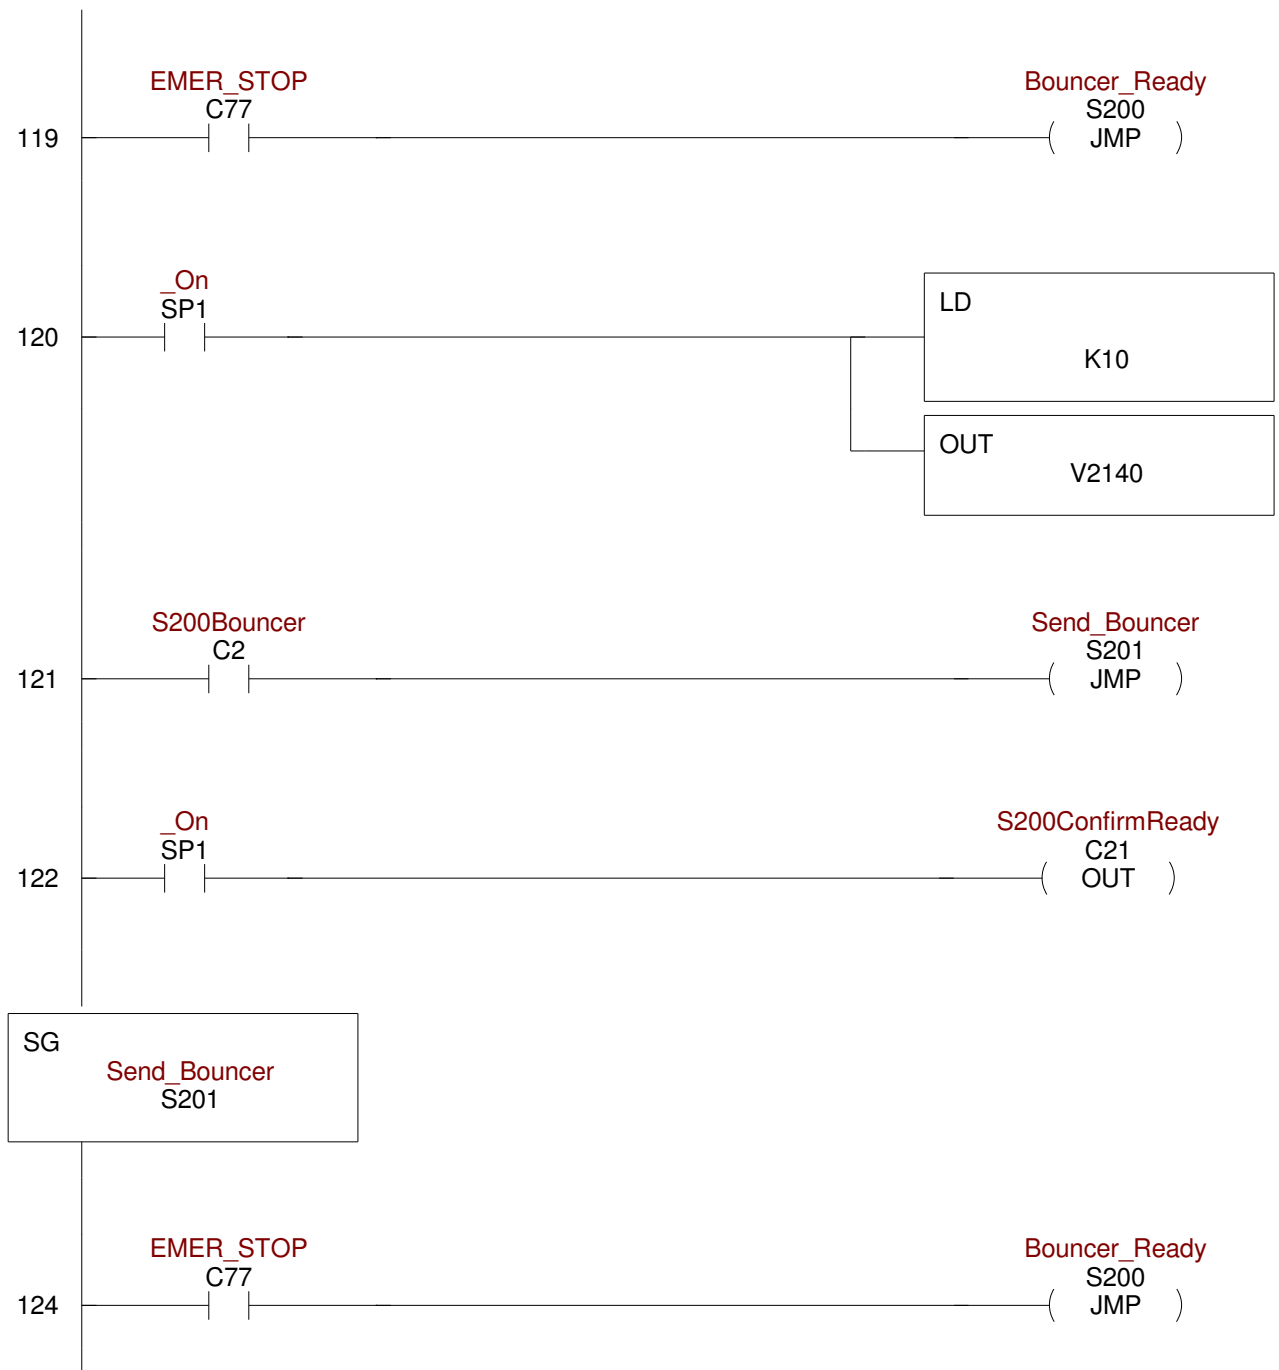 EMER_STOP
C77
Bouncer_Ready
S200
119
JMP
_On
SP1
LD
120
K10
OUT
V2140
S200Bouncer
C2
Send_Bouncer
S201
121
JMP
_On
SP1
S200ConfirmReady
C21
122
OUT
SG
Send_Bouncer
S201
EMER_STOP
C77
Bouncer_Ready
S200
124
JMP